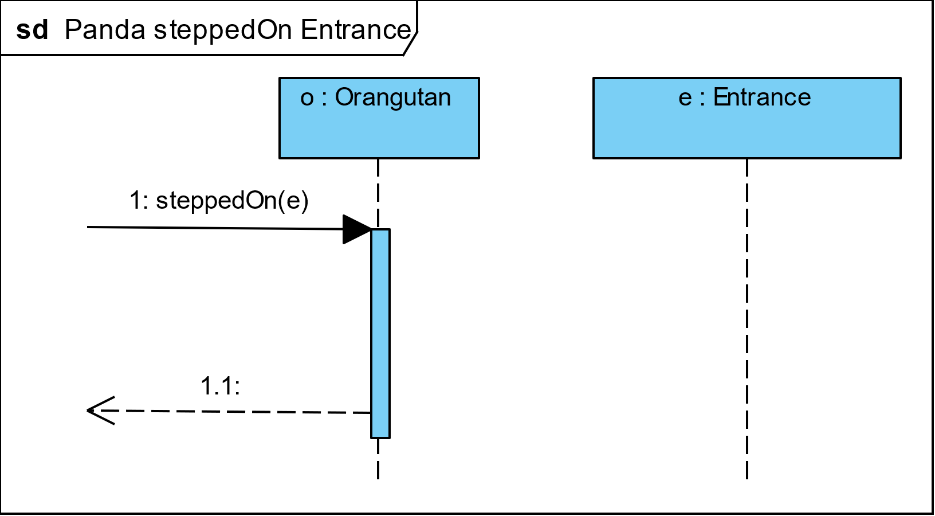 sd Panda steppedOn Entrance
o : Orangutan
e : Entrance
1: steppedOn(e)
1.1: